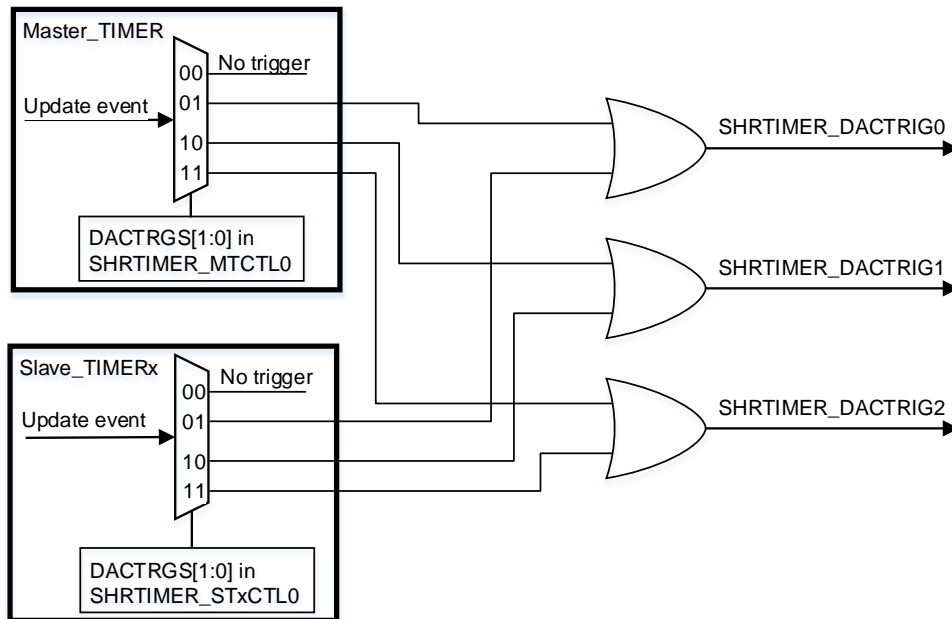 Master_TIMER
No trigger
00
Update event
01
10
11
DACTRGS[1:0] in
SHRTIMER_MTCTL0
SHRTIMER_DACTRIG0
SHRTIMER_DACTRIG1
Slave_TIMERx
No trigger
00
Update event
01
10
11
DACTRGS[1:0] in
SHRTIMER_STxCTL0
SHRTIMER_DACTRIG2